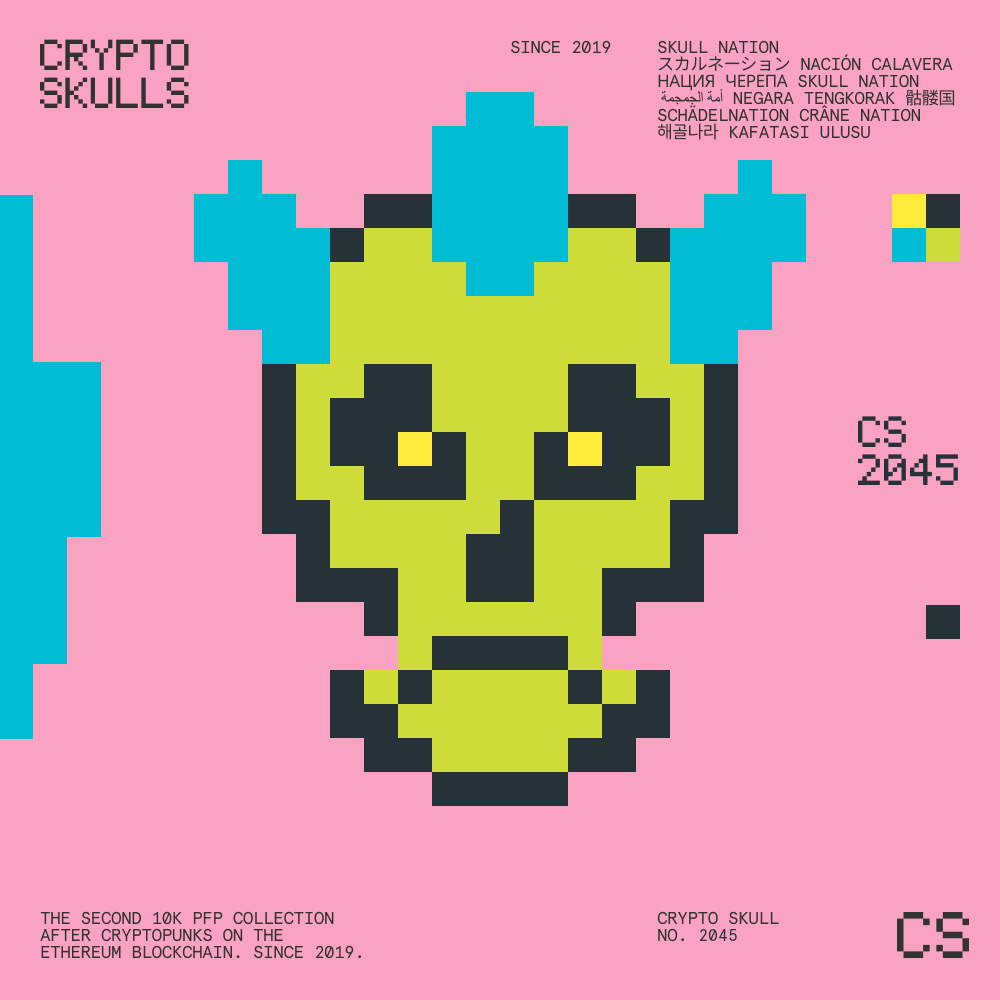 CRYPTO
SKULLS
SINCE 2019
SKULL NATION
スカルネーション NACIÓN CALAVERA
НАЦИЯ ЧЕРЕПА SKULL NATION
أمة الجمجمة NEGARA TENGKORAK 骷髅国
SCHÄDELNATION CRÂNE NATION
해골나라 KAFATASI ULUSU
CS
2045
THE SECOND 10K PFP COLLECTION
AFTER CRYPTOPUNKS ON THE
ETHEREUM BLOCKCHAIN. SINCE 2019.
CRYPTO SKULL
NO. 2045
CS